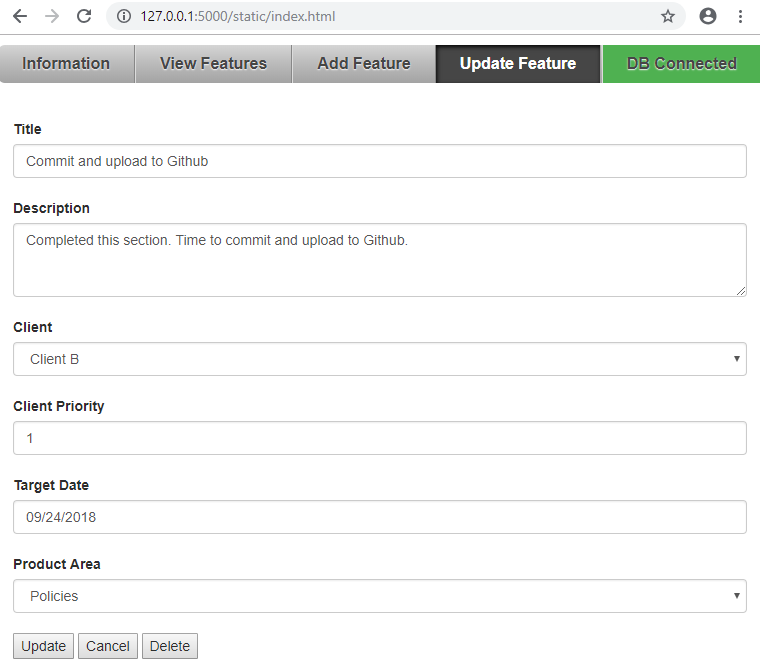 127.0.0.1:5000/static/index.html
Information View Features Add Feature Update Feature DB Connected
Title
Commit and upload to Github
Description
Completed this section. Time to commit and upload to Github.
Client
Client B
Client Priority
1
Target Date
09/24/2018
Product Area
Policies
Update Cancel Delete